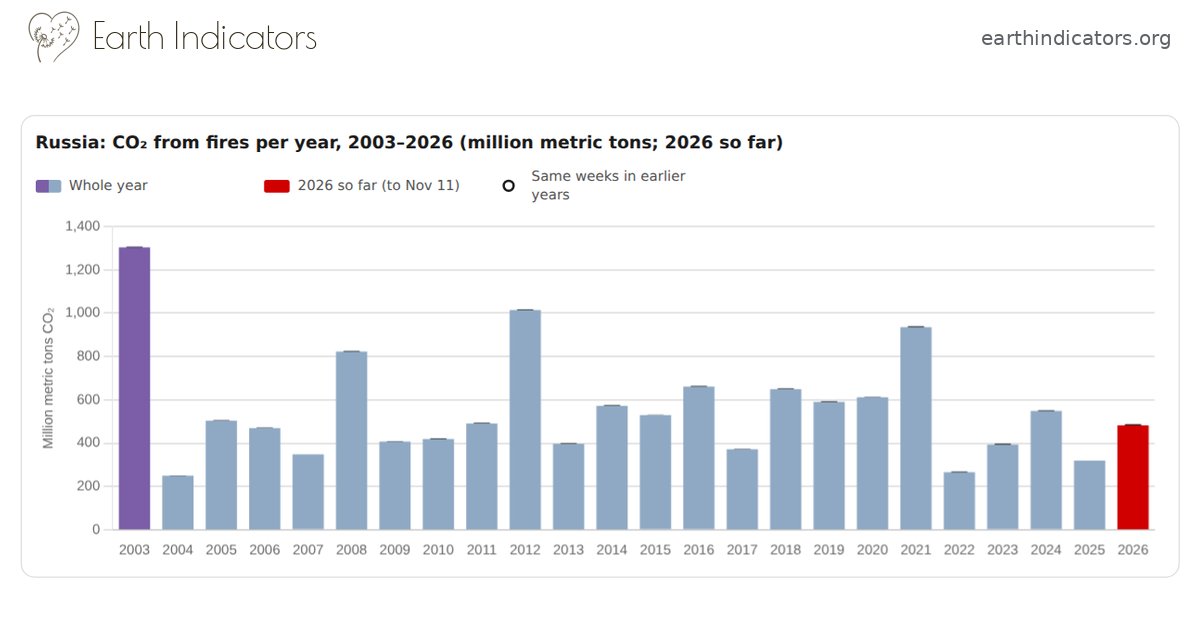 Earth Indicators
earthindicators.org
Russia: CO₂ from fires per year, 2003–2026 (million metric tons; 2026 so far)
Whole year
2026 so far (to Nov 11)
Same weeks in earlier
years
Million metric tons CO₂
1,400
1,200
1,000
800
600
400
200
0
2003 2004 2005 2006 2007 2008 2009 2010 2011 2012 2013 2014 2015 2016 2017 2018 2019 2020 2021 2022 2023 2024 2025 2026